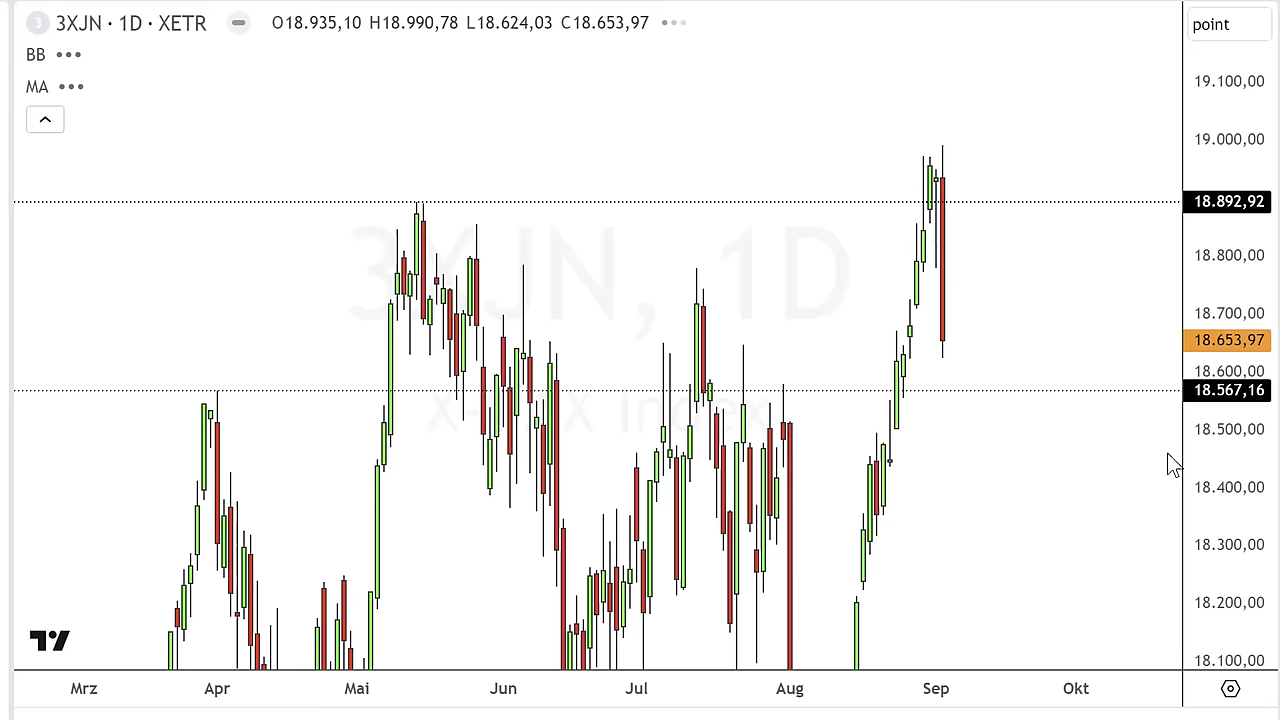 3 3XJN · 1D · XETR O18.935,10 H18.990,78 L18.624,03 C18.653,97
BB
MA
point
19.100,00
19.000,00
18.892,92
18.800,00
18.700,00
18.653,97
18.600,00
18.567,16
18.500,00
18.400,00
18.300,00
18.200,00
18.100,00
3XJN, 1D
Mrz Apr Mai Jun Jul Aug Sep Okt